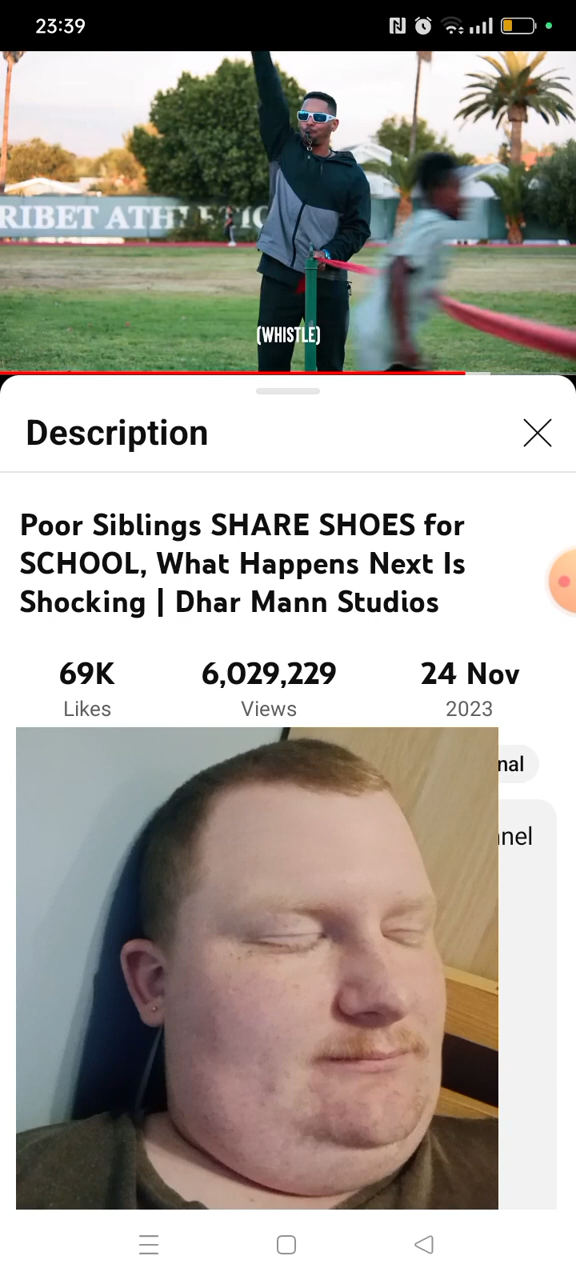 23:39
RIBET ATHLETIC
(WHISTLE)
Description
Poor Siblings SHARE SHOES for
SCHOOL, What Happens Next Is
Shocking | Dhar Mann Studios
69K
6,029,229
24 Nov
Likes
Views
2023
nal
nnel